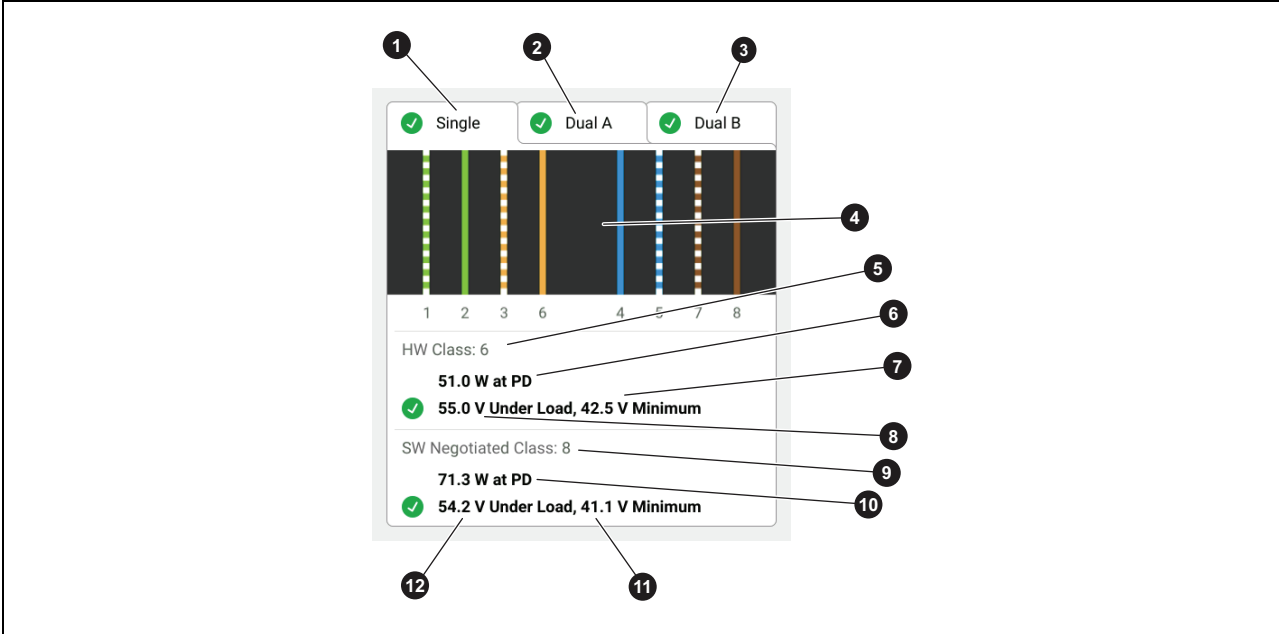 1 2 3
Single Dual A Dual B
4
5
1 2 3 6 4 5 7 8
6
HW Class: 6
51.0 W at PD
7
55.0 V Under Load, 42.5 V Minimum
8
SW Negotiated Class: 8
9
71.3 W at PD
10
54.2 V Under Load, 41.1 V Minimum
12 11